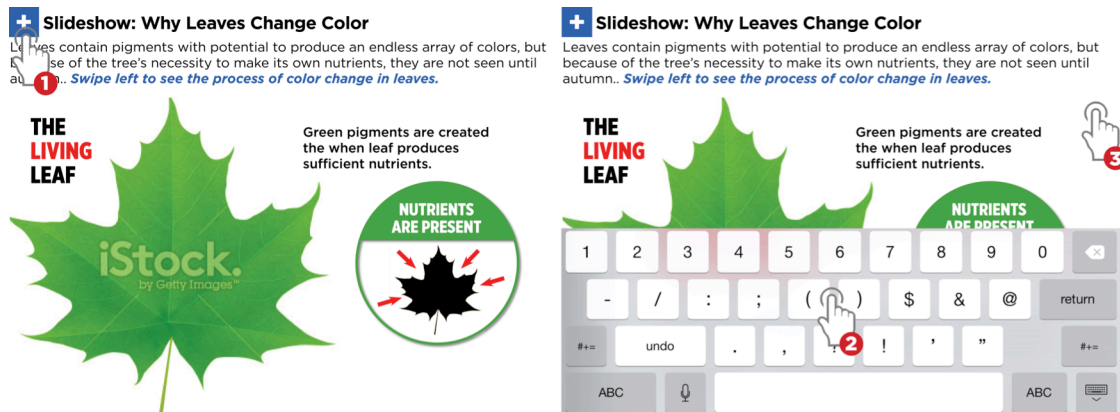 + Slideshow: Why Leaves Change Color
Leaves contain pigments with potential to produce an endless array of colors, but
because of the tree's necessity to make its own nutrients, they are not seen until
autumn.. Swipe left to see the process of color change in leaves.
1
THE
LIVING
LEAF
Green pigments are created
the when leaf produces
sufficient nutrients.
NUTRIENTS
ARE PRESENT
iStock.
by Getty Images™
+ Slideshow: Why Leaves Change Color
Leaves contain pigments with potential to produce an endless array of colors, but
because of the tree's necessity to make its own nutrients, they are not seen until
autumn.. Swipe left to see the process of color change in leaves.
3
THE
LIVING
LEAF
Green pigments are created
the when leaf produces
sufficient nutrients.
NUTRIENTS
ARE PRESENT
1 2 3 4 5 6 7 8 9 0
- / : ; ( ) $ & @ return
#+= undo . , ? ! ' " #+=
2
ABC ABC